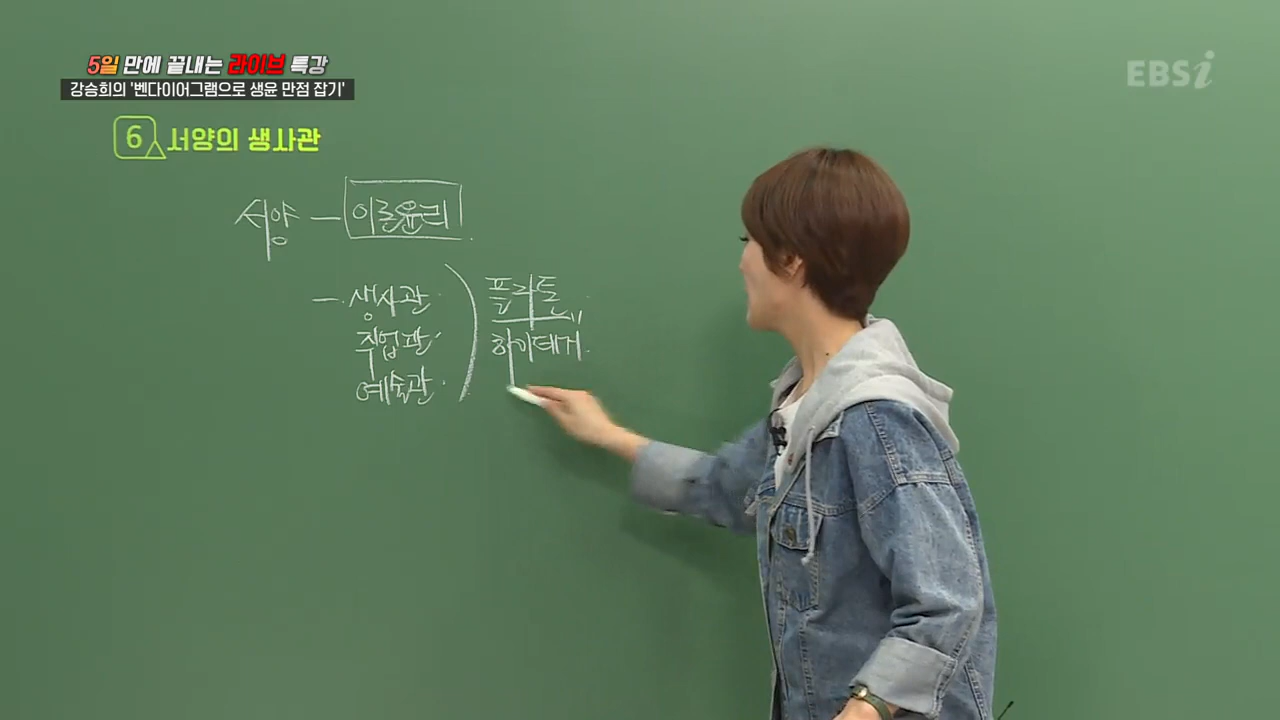 5일 만에 끝내는 라이브 특강
강승희의 '벤다이어그램으로 생윤 만점 잡기'
EBSi
6 서양의 생사관
서양 - 이론윤리
- 생사관
직업관
예술관
플라톤
하이데거